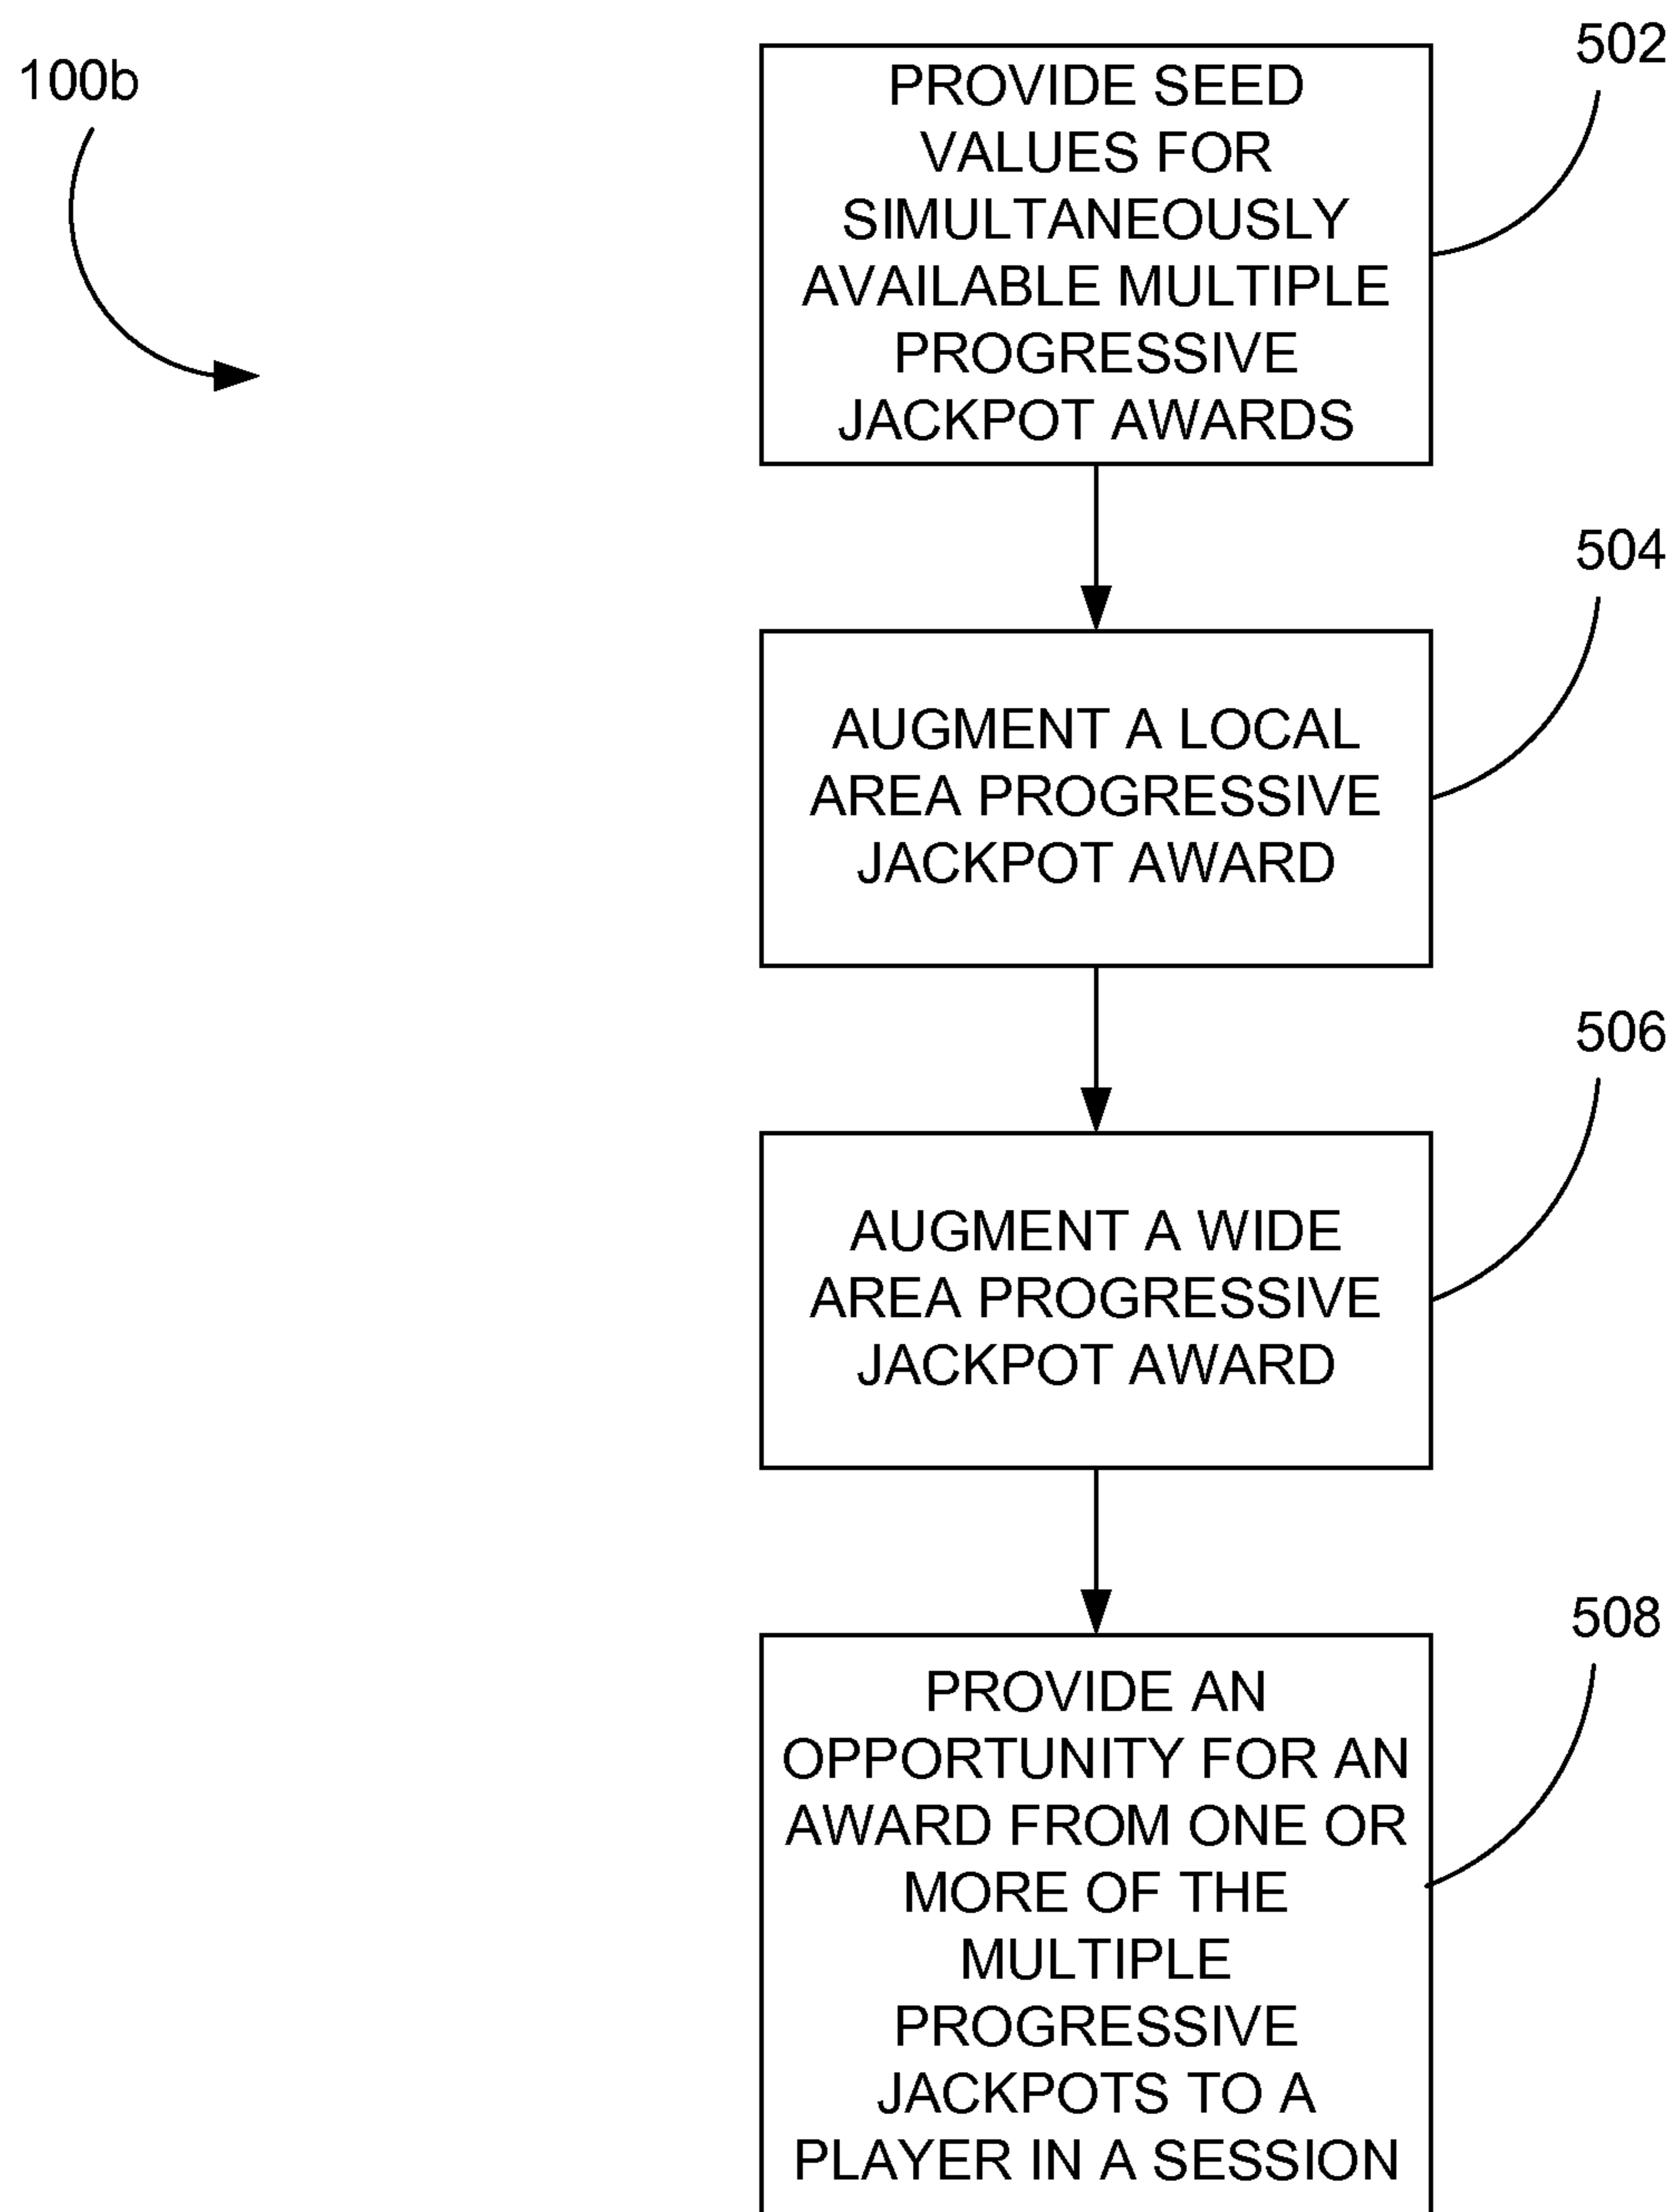 100b
502
PROVIDE SEED
VALUES FOR
SIMULTANEOUSLY
AVAILABLE MULTIPLE
PROGRESSIVE
JACKPOT AWARDS
504
AUGMENT A LOCAL
AREA PROGRESSIVE
JACKPOT AWARD
506
AUGMENT A WIDE
AREA PROGRESSIVE
JACKPOT AWARD
508
PROVIDE AN
OPPORTUNITY FOR AN
AWARD FROM ONE OR
MORE OF THE
MULTIPLE
PROGRESSIVE
JACKPOTS TO A
PLAYER IN A SESSION